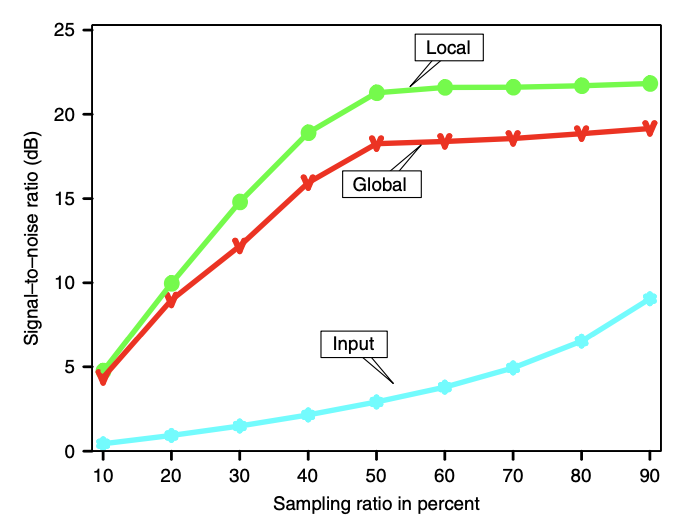 25
Local
20
Global
15
10
Input
5
0
Signal–to–noise ratio (dB)
10 20 30 40 50 60 70 80 90
Sampling ratio in percent